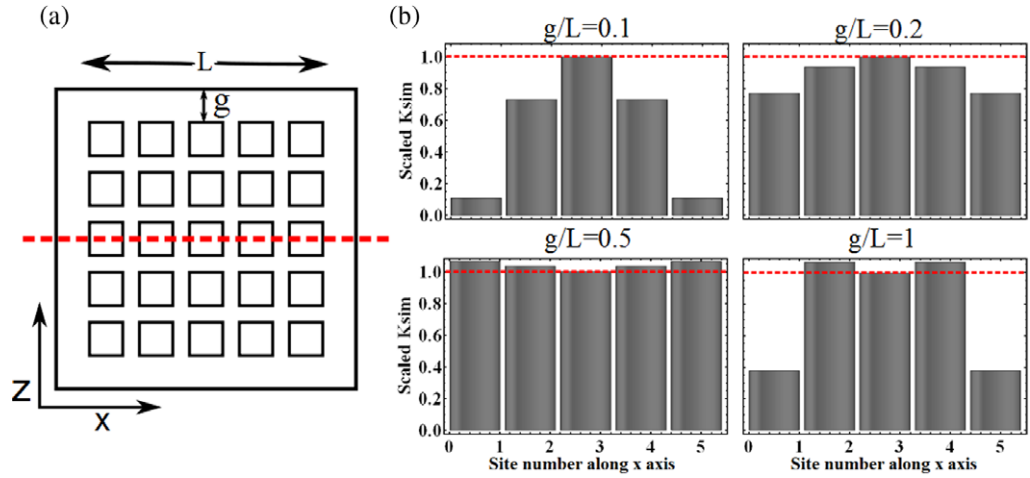 (a)
L
g
Z
x
(b)
g/L=0.1
g/L=0.2
Scaled Ksim
1.0
0.8
0.6
0.4
0.2
0.0
g/L=0.5
g/L=1
Scaled Ksim
1.0
0.8
0.6
0.4
0.2
0.0
0 1 2 3 4 5
0 1 2 3 4 5
Site number along x axis
Site number along x axis